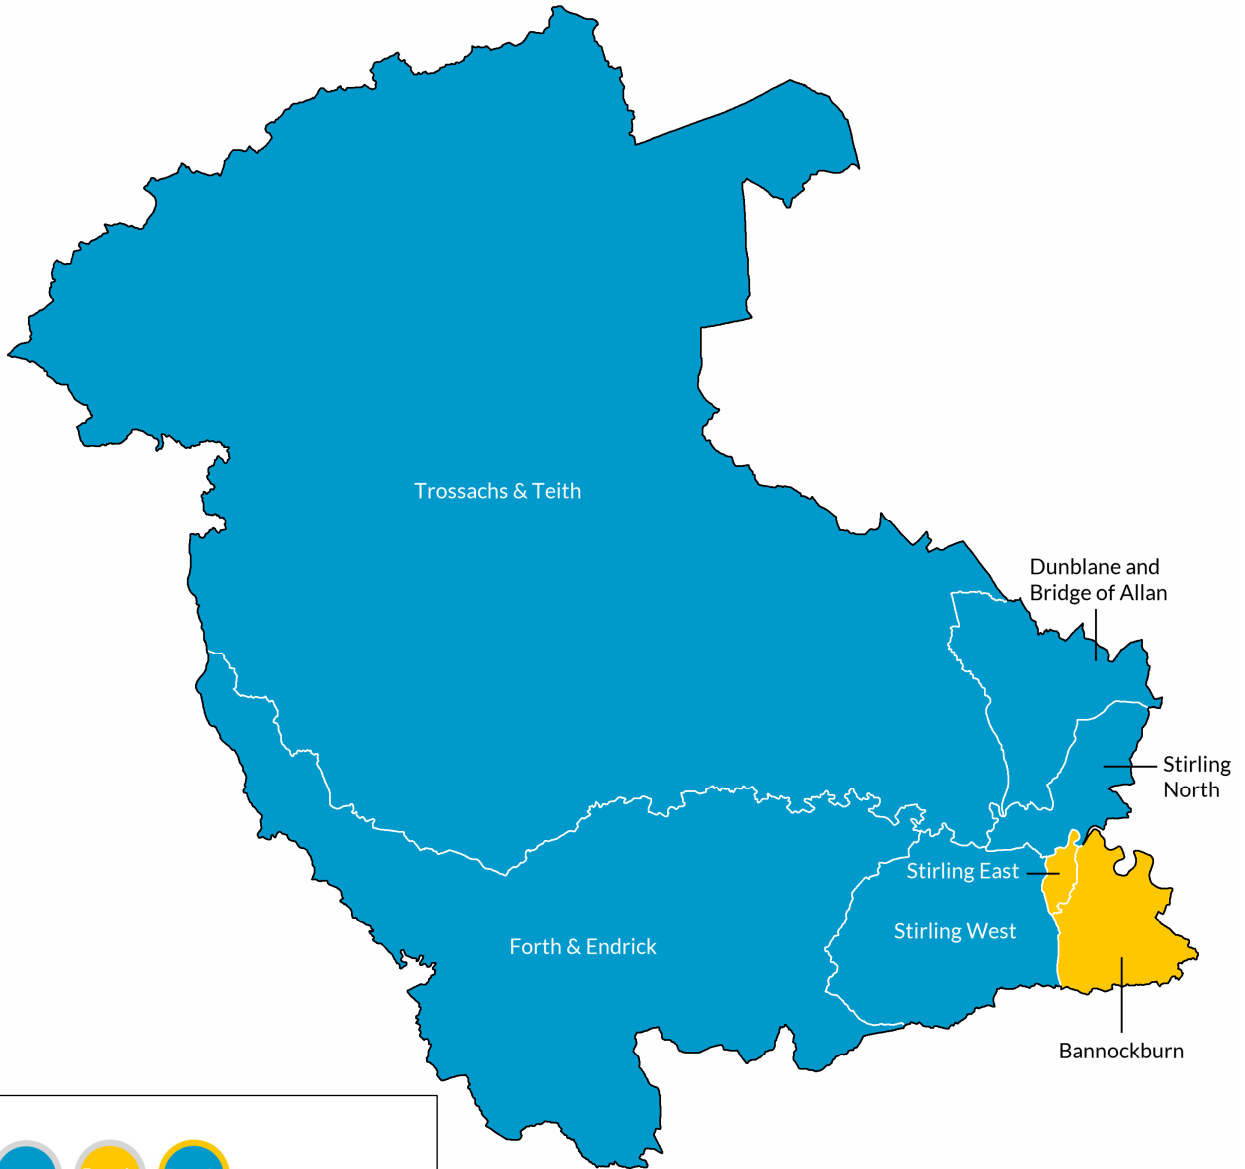 Trossachs & Teith
Dunblane and
Bridge of Allan
Stirling
North
Stirling East
Stirling West
Forth & Endrick
Bannockburn